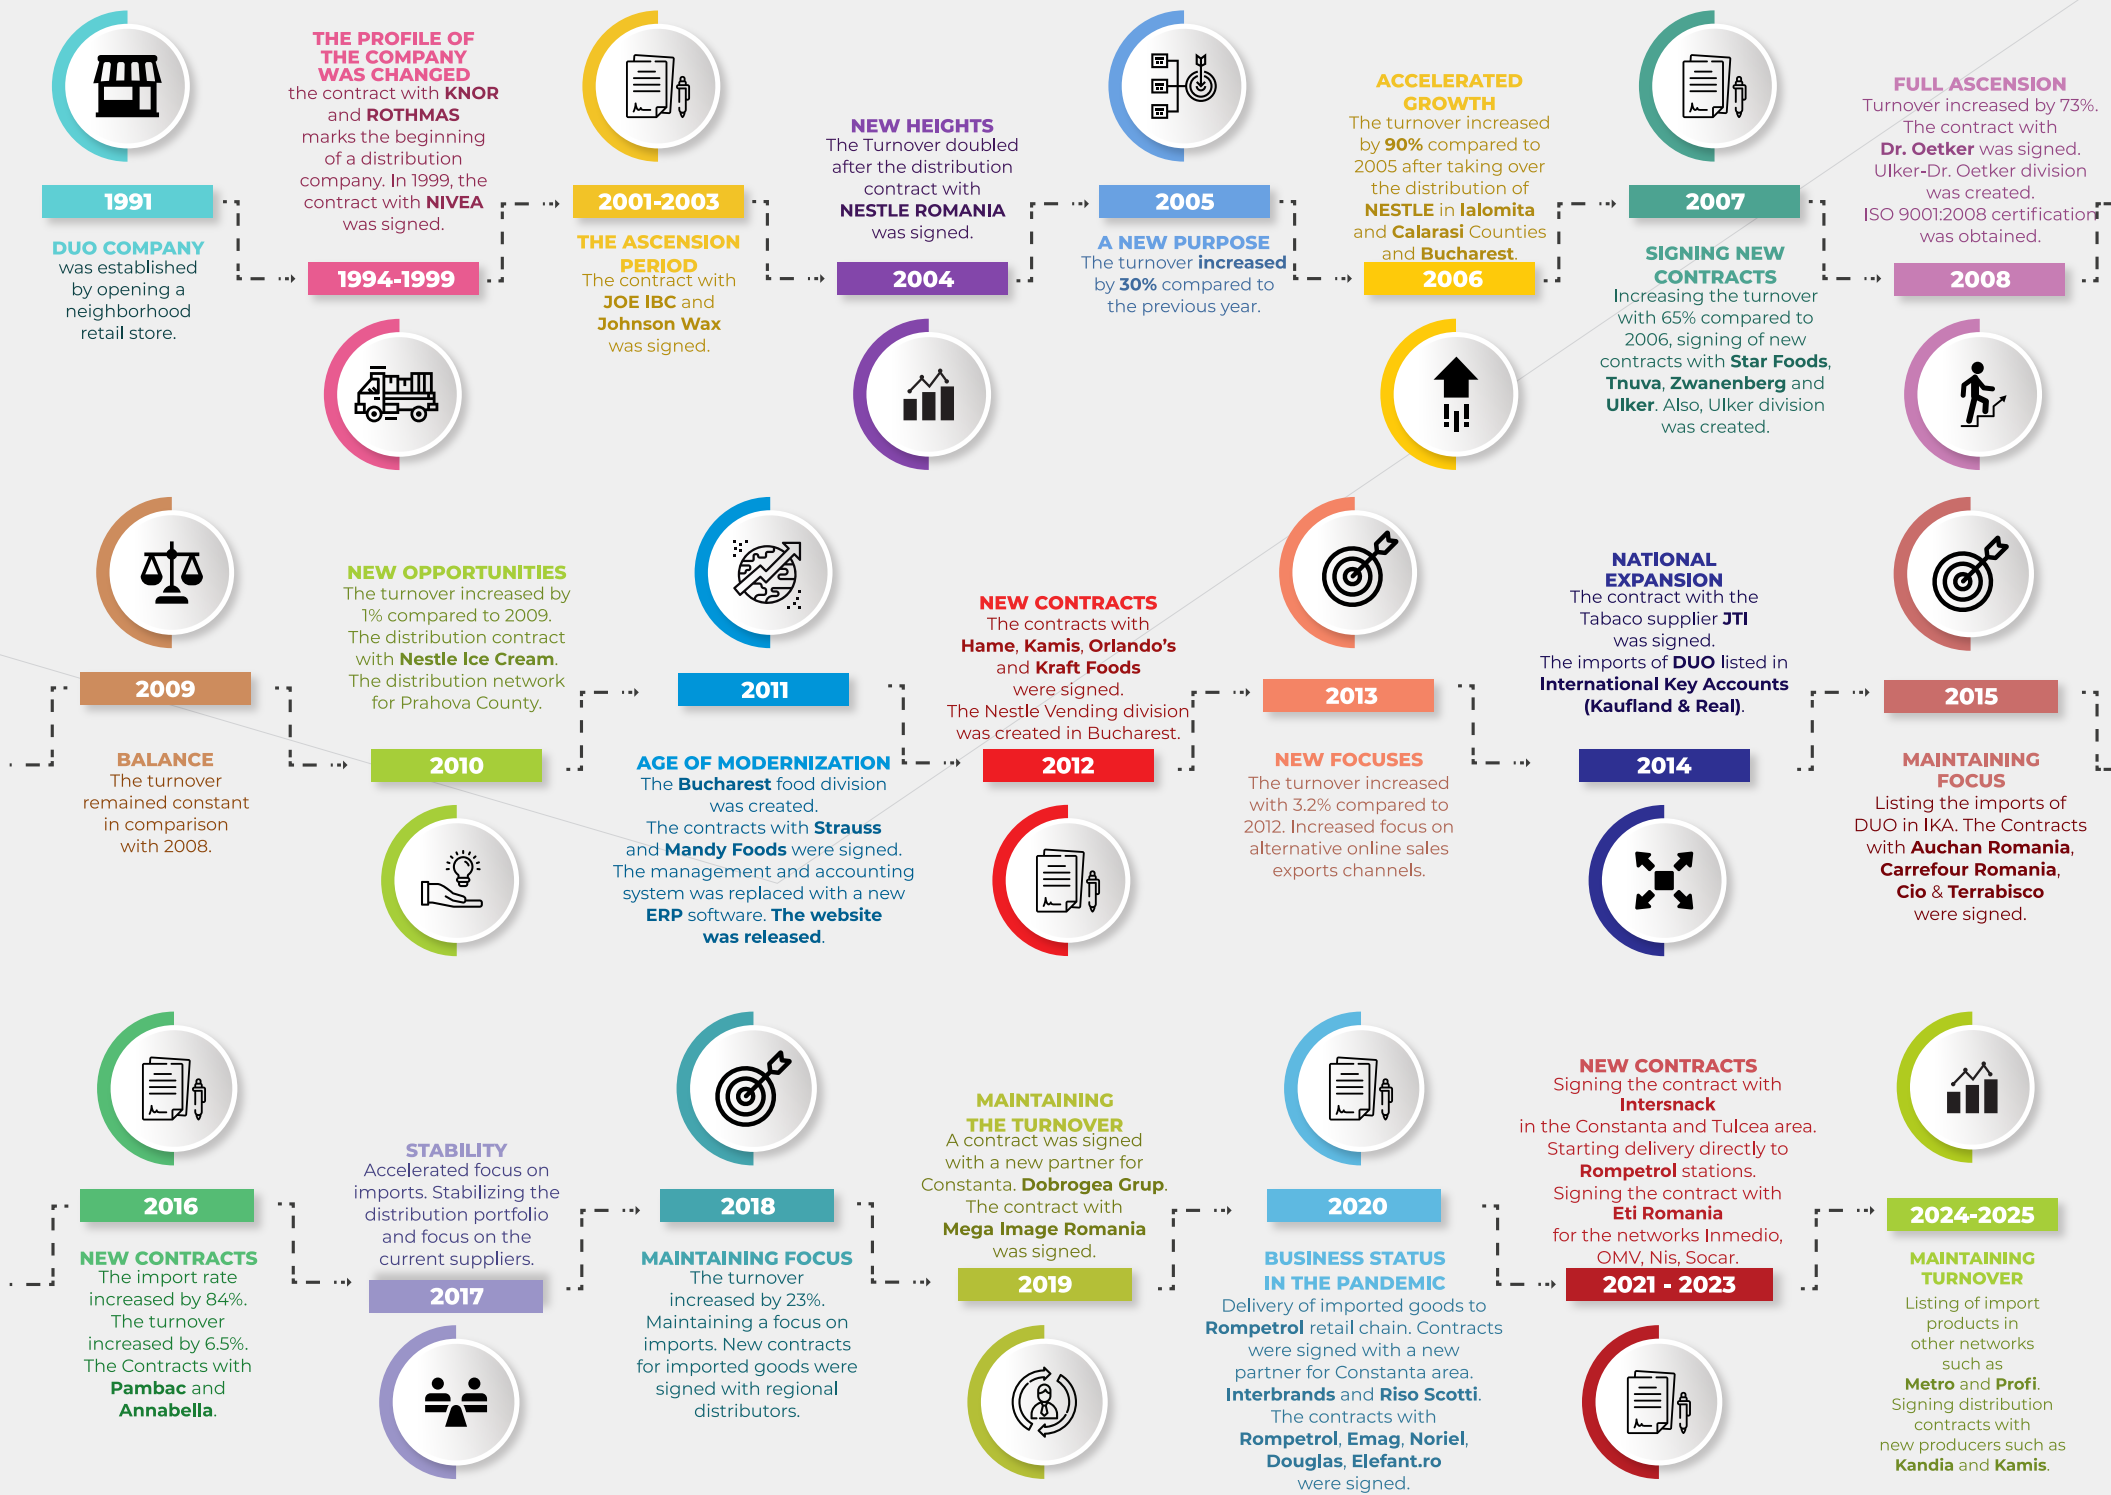 1991
DUO COMPANY
was established
by opening a
neighborhood
retail store.
THE PROFILE OF
THE COMPANY
WAS CHANGED
the contract with KNOR
and ROTHMAS
marks the beginning
of a distribution
company. In 1999, the
contract with NIVEA
was signed.
1994-1999
2001-2003
THE ASCENSION
PERIOD
The contract with
JOE IBC and
Johnson Wax
was signed.
NEW HEIGHTS
The Turnover doubled
after the distribution
contract with
NESTLE ROMANIA
was signed.
2004
2005
A NEW PURPOSE
The turnover increased
by 30% compared to
the previous year.
ACCELERATED
GROWTH
The turnover increased
by 90% compared to
2005 after taking over
the distribution of
NESTLE in Ialomita
and Calarasi Counties
and Bucharest.
2006
2007
SIGNING NEW
CONTRACTS
Increasing the turnover
with 65% compared to
2006, signing of new
contracts with Star Foods,
Tnuva, Zwanenberg and
Ulker. Also, Ulker division
was created.
FULL ASCENSION
Turnover increased by 73%.
The contract with
Dr. Oetker was signed.
Ulker-Dr. Oetker division
was created.
ISO 9001:2008 certification
was obtained.
2008
2009
BALANCE
The turnover
remained constant
in comparison
with 2008.
NEW OPPORTUNITIES
The turnover increased by
1% compared to 2009.
The distribution contract
with Nestle Ice Cream.
The distribution network
for Prahova County.
2010
2011
AGE OF MODERNIZATION
The Bucharest food division
was created.
The contracts with Strauss
and Mandy Foods were signed.
The management and accounting
system was replaced with a new
ERP software. The website
was released.
NEW CONTRACTS
The contracts with
Hame, Kamis, Orlando's
and Kraft Foods
were signed.
The Nestle Vending division
was created in Bucharest.
2012
2013
NEW FOCUSES
The turnover increased
with 3.2% compared to
2012. Increased focus on
alternative online sales
exports channels.
NATIONAL
EXPANSION
The contract with the
Tabaco supplier JTI
was signed.
The imports of DUO listed in
International Key Accounts
(Kaufland & Real).
2014
2015
MAINTAINING
FOCUS
Listing the imports of
DUO in IKA. The Contracts
with Auchan Romania,
Carrefour Romania,
Cio & Terrabisco
were signed.
2016
NEW CONTRACTS
The import rate
increased by 84%.
The turnover
increased by 6.5%.
The Contracts with
Pambac and
Annabella.
STABILITY
Accelerated focus on
imports. Stabilizing the
distribution portfolio
and focus on the
current suppliers.
2017
2018
MAINTAINING FOCUS
The turnover
increased by 23%.
Maintaining a focus on
imports. New contracts
for imported goods were
signed with regional
distributors.
MAINTAINING
THE TURNOVER
A contract was signed
with a new partner for
Constanta. Dobrogea Grup.
The contract with
Mega Image Romania
was signed.
2019
2020
BUSINESS STATUS
IN THE PANDEMIC
Delivery of imported goods to
Rompetrol retail chain. Contracts
were signed with a new
partner for Constanta area.
Interbrands and Riso Scotti.
The contracts with
Rompetrol, Emag, Noriel,
Douglas, Elefant.ro
were signed.
NEW CONTRACTS
Signing the contract with
Intersnack
in the Constanta and Tulcea area.
Starting delivery directly to
Rompetrol stations.
Signing the contract with
Eti Romania
for the networks Inmedio,
OMV, Nis, Socar.
2021 - 2023
2024-2025
MAINTAINING
TURNOVER
Listing of import
products in
other networks
such as
Metro and Profi.
Signing distribution
contracts with
new producers such as
Kandia and Kamis.